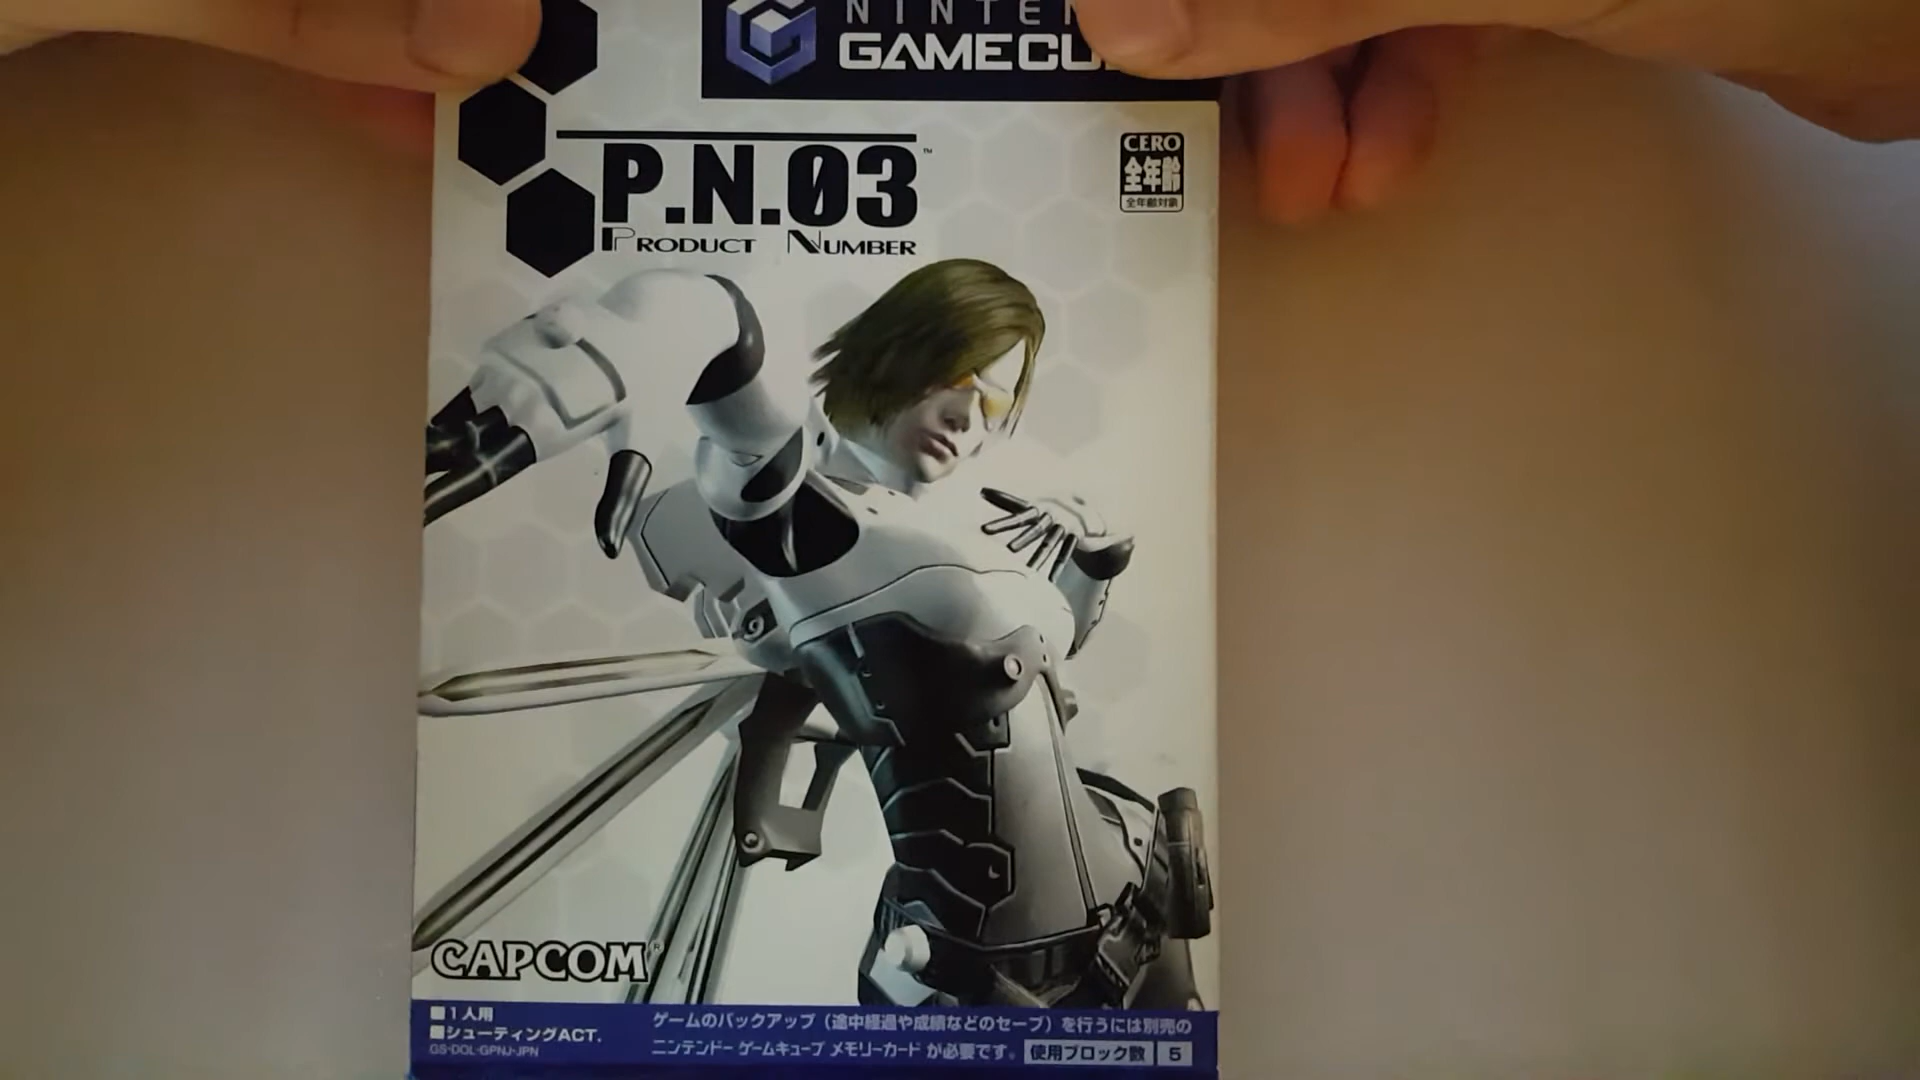 NINTEN
GAMECU
P.N.03™
PRODUCT NUMBER
CERO
全年齢
全年齢対象
CAPCOM®
■1人用
■シューティングACT.
GS-DOL-GPNJ-JPN
ゲームのバックアップ（途中経過や成績などのセーブ）を行うには別売の
ニンテンドー ゲームキューブ メモリーカード が必要です。 使用ブロック数 5